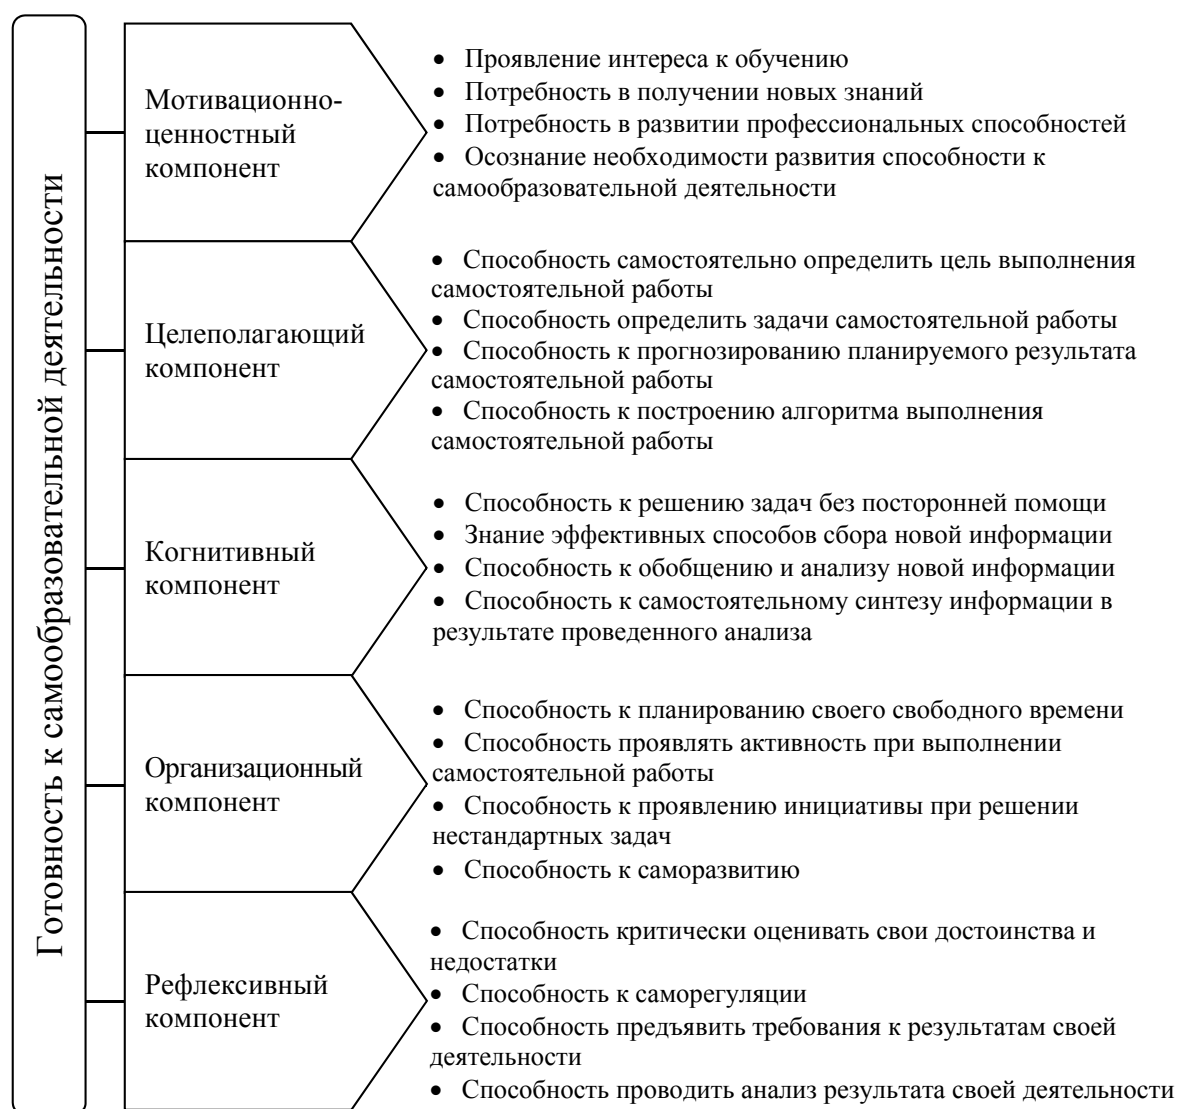 Готовность к самообразовательной деятельности
Мотивационно-
ценностный
компонент
• Проявление интереса к обучению
• Потребность в получении новых знаний
• Потребность в развитии профессиональных способностей
• Осознание необходимости развития способности к
самообразовательной деятельности
Целеполагающий
компонент
• Способность самостоятельно определить цель выполнения
самостоятельной работы
• Способность определить задачи самостоятельной работы
• Способность к прогнозированию планируемого результата
самостоятельной работы
• Способность к построению алгоритма выполнения
самостоятельной работы
Когнитивный
компонент
• Способность к решению задач без посторонней помощи
• Знание эффективных способов сбора новой информации
• Способность к обобщению и анализу новой информации
• Способность к самостоятельному синтезу информации в
результате проведенного анализа
Организационный
компонент
• Способность к планированию своего свободного времени
• Способность проявлять активность при выполнении
самостоятельной работы
• Способность к проявлению инициативы при решении
нестандартных задач
• Способность к саморазвитию
Рефлексивный
компонент
• Способность критически оценивать свои достоинства и
недостатки
• Способность к саморегуляции
• Способность предъявить требования к результатам своей
деятельности
• Способность проводить анализ результата своей деятельности